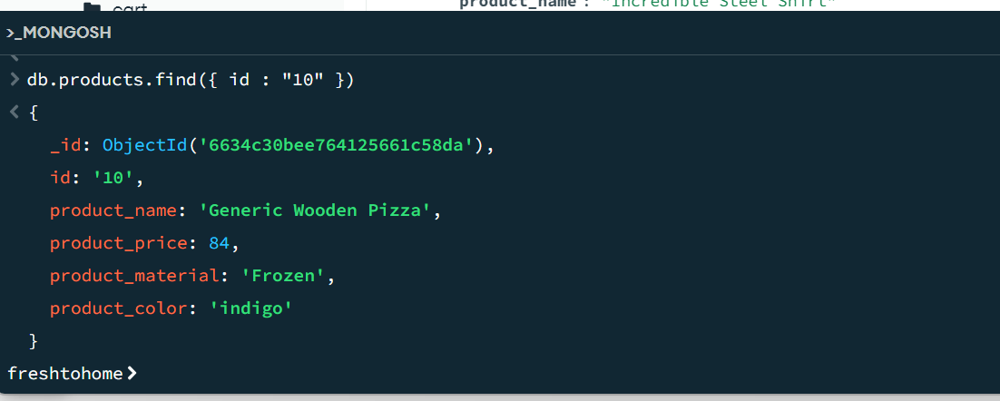 cart
product_name : "Incredible Steel Shirt"
>_MONGOSH
> db.products.find({ id : "10" })
< {
_id: ObjectId('6634c30bee764125661c58da'),
id: '10',
product_name: 'Generic Wooden Pizza',
product_price: 84,
product_material: 'Frozen',
product_color: 'indigo'
}
freshtohome>